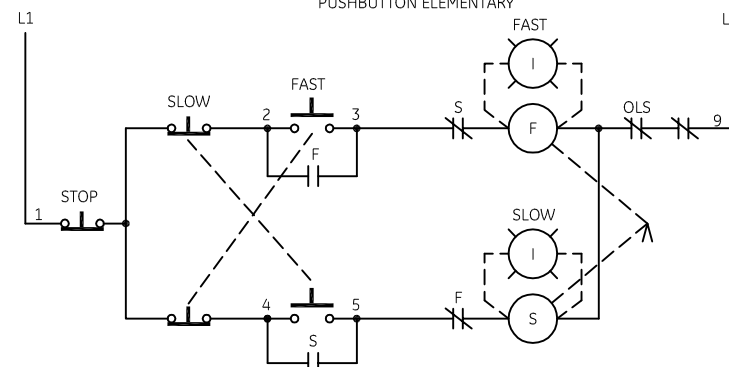 PUSHBUTTON ELEMENTARY
L1
L
FAST
I
SLOW
FAST
2
3
S
F
OLS
9
F
STOP
1
SLOW
I
4
5
F
S
S